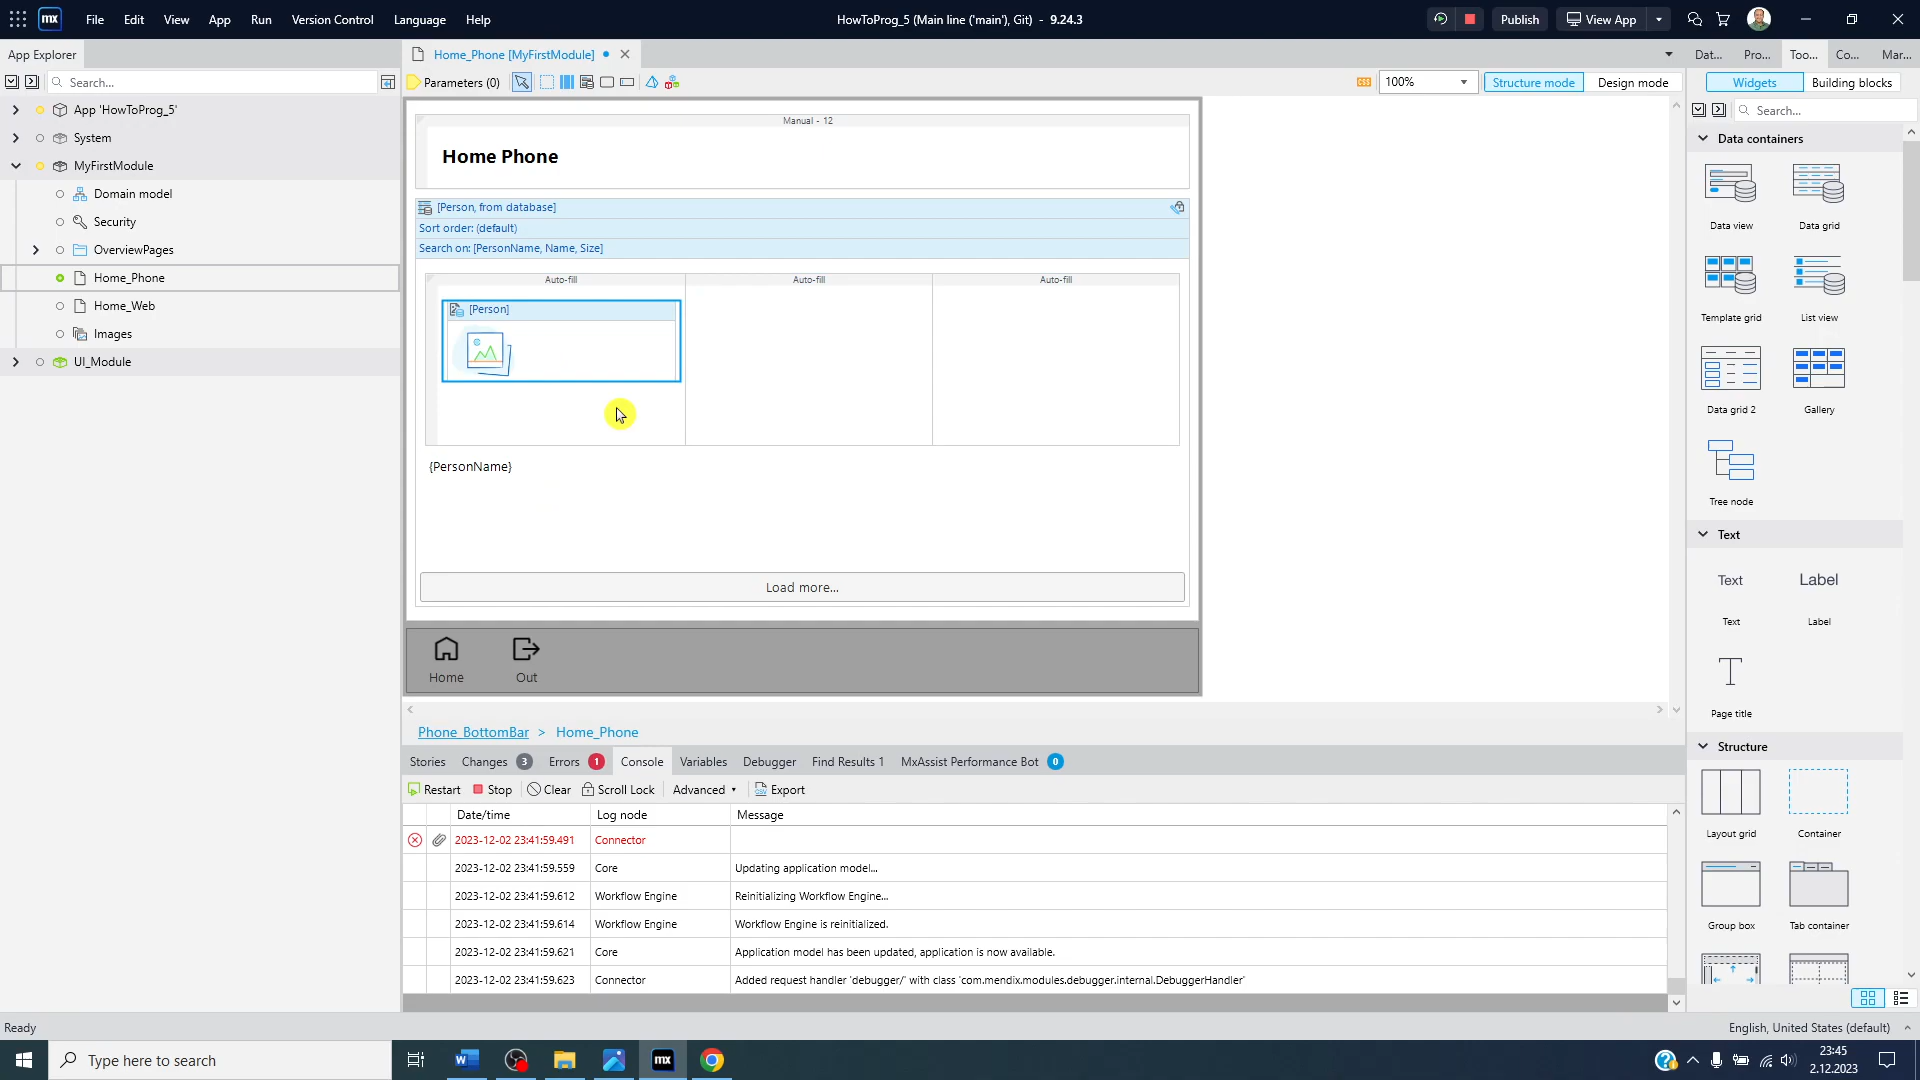 mx File Edit View App Run Version Control Language Help HowToProg_5 (Main line ('main'), Git) - 9.24.3 Publish View App
App Explorer Home_Phone [MyFirstModule] Dat... Pro... Too... Co... Mar...
Search... Parameters (0) 100% Structure mode Design mode Widgets Building blocks
Search...
App 'HowToProg_5'
System
MyFirstModule
Domain model
Security
OverviewPages
Home_Phone
Home_Web
Images
UI_Module
Manual - 12
Home Phone
[Person, from database]
Sort order: (default)
Search on: [PersonName, Name, Size]
Auto-fill Auto-fill Auto-fill
[Person]
{PersonName}
Load more...
Home Out
Phone_BottomBar > Home_Phone
Data containers
Data view Data grid
Template grid List view
Data grid 2 Gallery
Tree node
Text
Text Label
Text Label
Page title
Structure
Layout grid Container
Group box Tab container
Stories Changes 3 Errors 1 Console Variables Debugger Find Results 1 MxAssist Performance Bot 0
Restart Stop Clear Scroll Lock Advanced Export
Date/time Log node Message
2023-12-02 23:41:59.491 Connector
2023-12-02 23:41:59.559 Core Updating application model...
2023-12-02 23:41:59.612 Workflow Engine Reinitializing Workflow Engine...
2023-12-02 23:41:59.614 Workflow Engine Workflow Engine is reinitialized.
2023-12-02 23:41:59.621 Core Application model has been updated, application is now available.
2023-12-02 23:41:59.623 Connector Added request handler 'debugger/' with class 'com.mendix.modules.debugger.internal.DebuggerHandler'
Ready English, United States (default)
Type here to search
23:45
2.12.2023